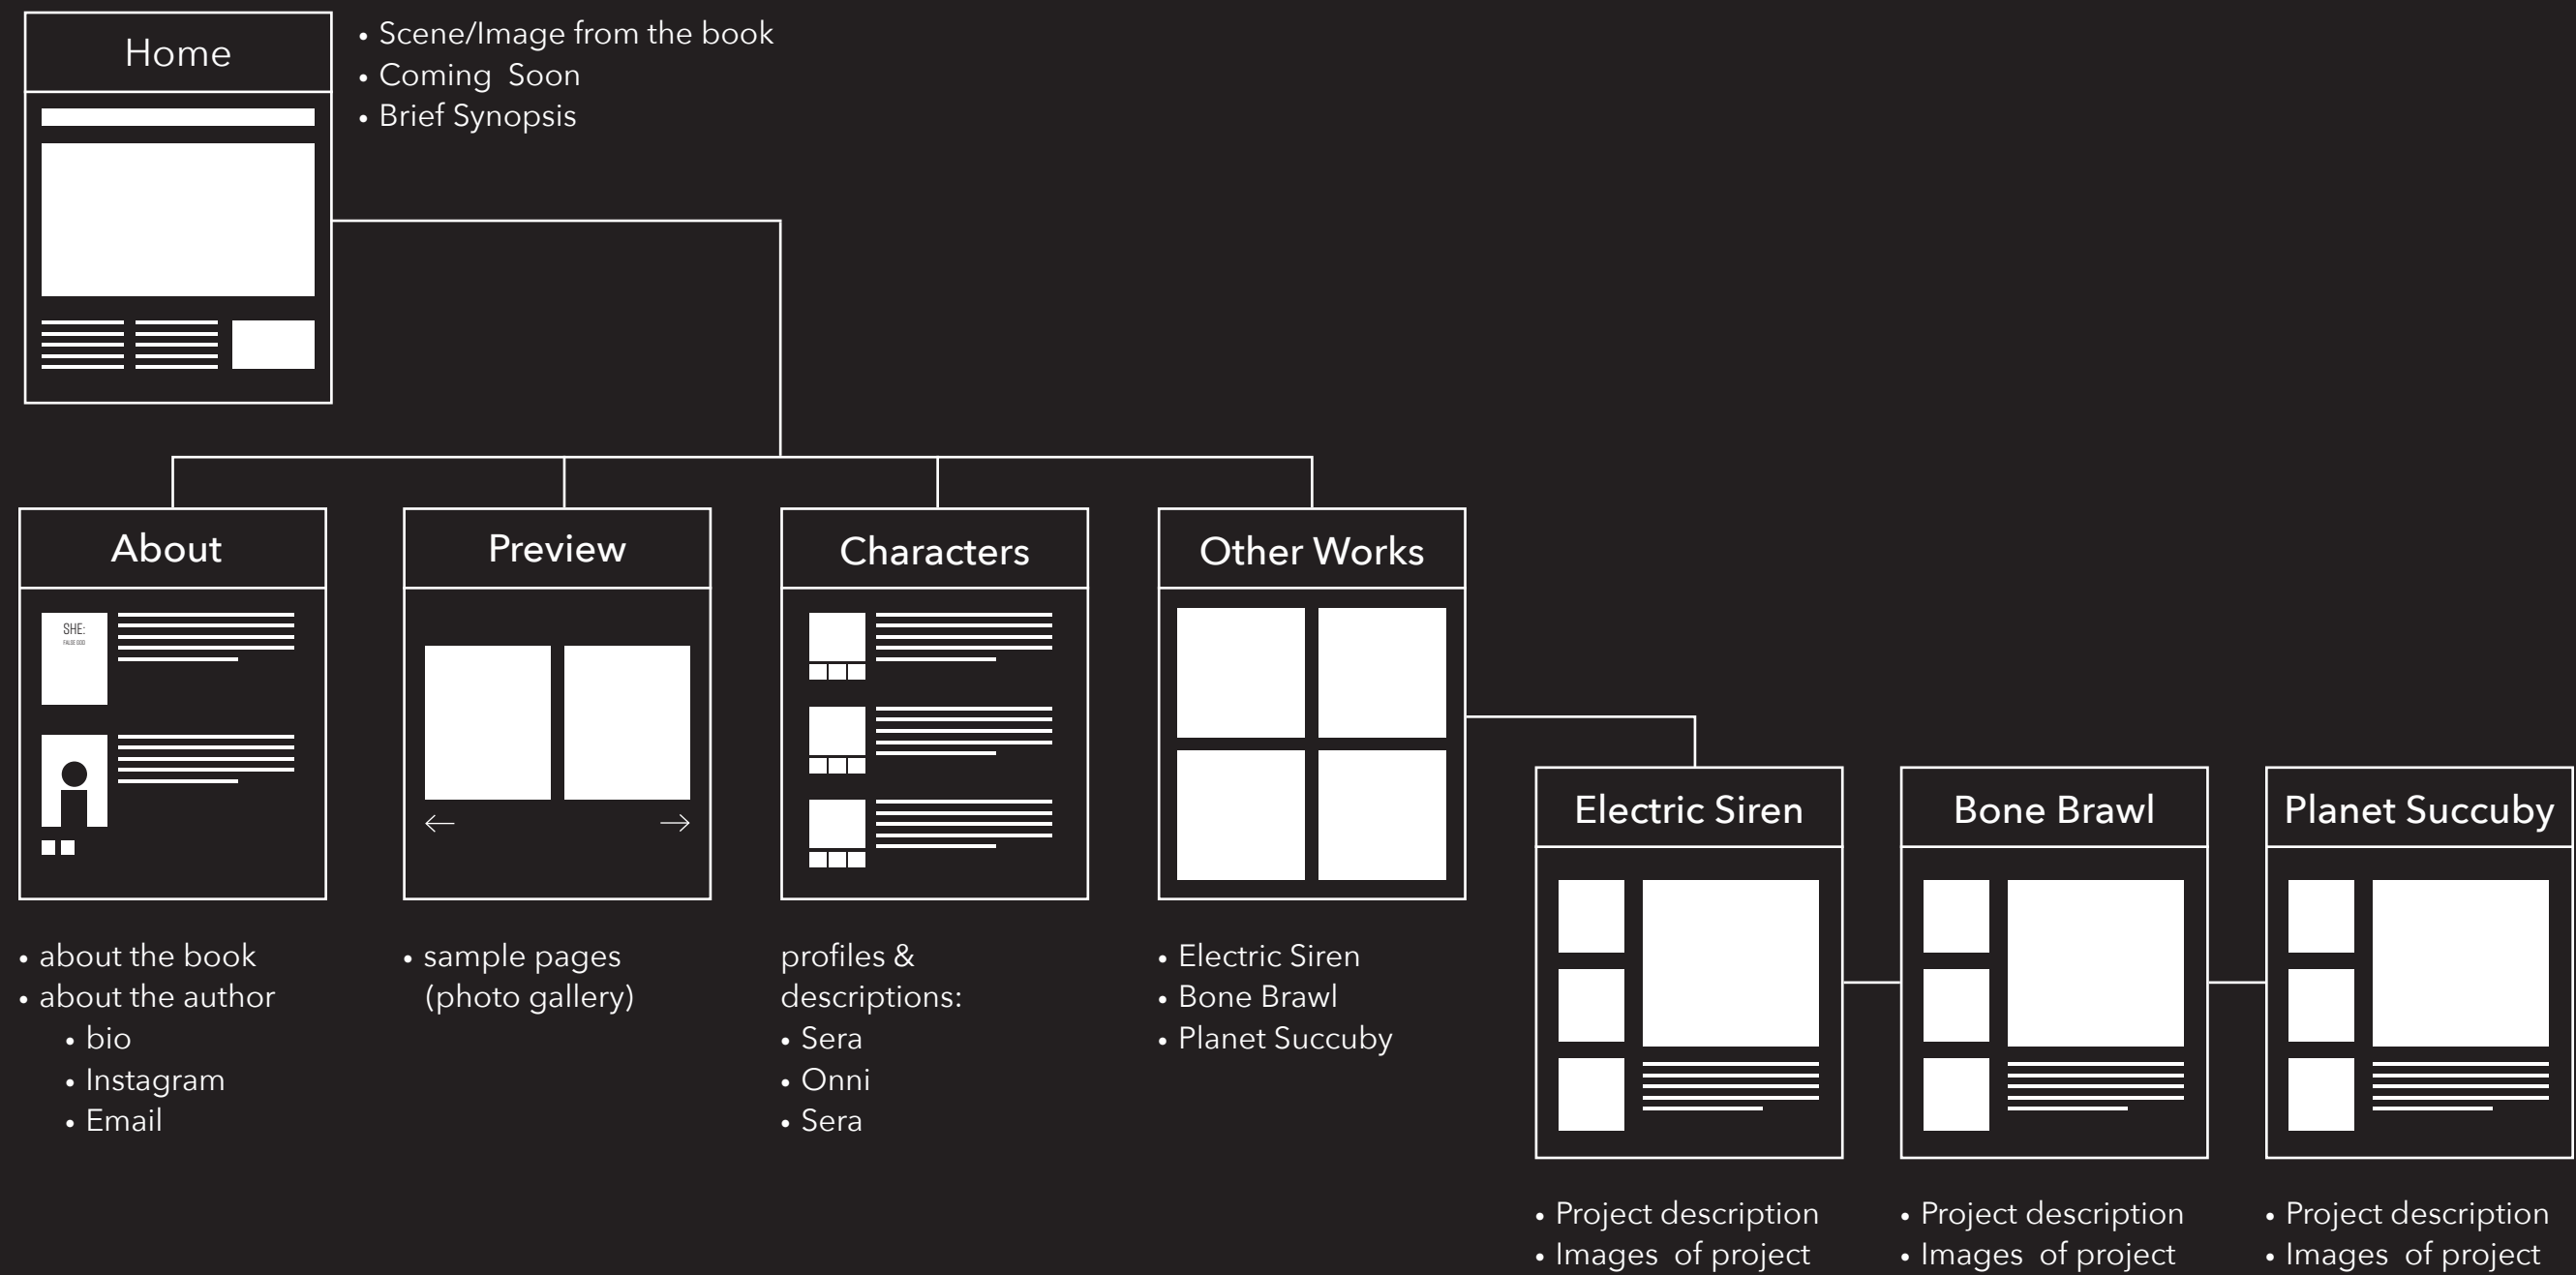 Home
• Scene/Image from the book
• Coming Soon
• Brief Synopsis
About
SHE:
FALSE GOD
• about the book
• about the author
• bio
• Instagram
• Email
Preview
• sample pages
(photo gallery)
Characters
profiles &
descriptions:
• Sera
• Onni
• Sera
Other Works
• Electric Siren
• Bone Brawl
• Planet Succuby
Electric Siren
• Project description
• Images of project
Bone Brawl
• Project description
• Images of project
Planet Succuby
• Project description
• Images of project